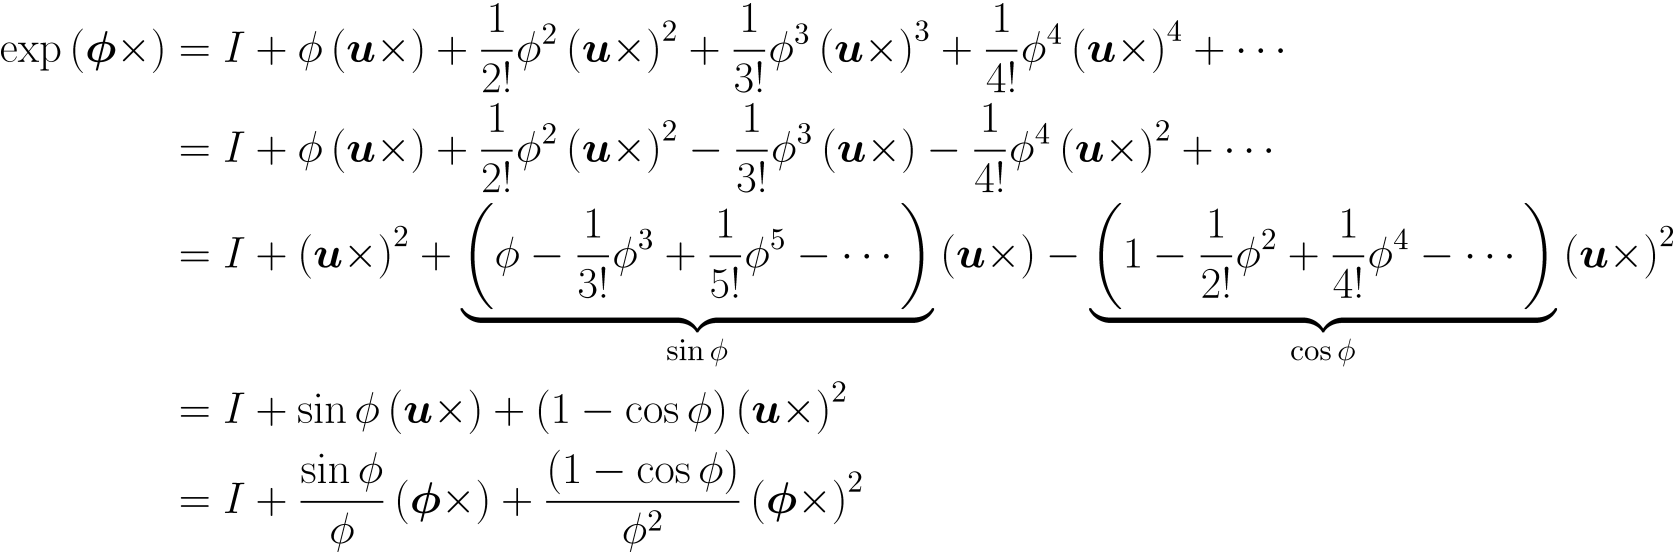 exp (𝝓×) = I + ϕ (𝒖×) + 1/2! ϕ² (𝒖×)² + 1/3! ϕ³ (𝒖×)³ + 1/4! ϕ⁴ (𝒖×)⁴ + ⋯
= I + ϕ (𝒖×) + 1/2! ϕ² (𝒖×)² − 1/3! ϕ³ (𝒖×) − 1/4! ϕ⁴ (𝒖×)² + ⋯
= I + (𝒖×)² + (ϕ − 1/3! ϕ³ + 1/5! ϕ⁵ − ⋯) (𝒖×) − (1 − 1/2! ϕ² + 1/4! ϕ⁴ − ⋯) (𝒖×)²
sin ϕ cos ϕ
= I + sin ϕ (𝒖×) + (1 − cos ϕ) (𝒖×)²
= I + sin ϕ/ϕ (𝝓×) + (1 − cos ϕ)/ϕ² (𝝓×)²